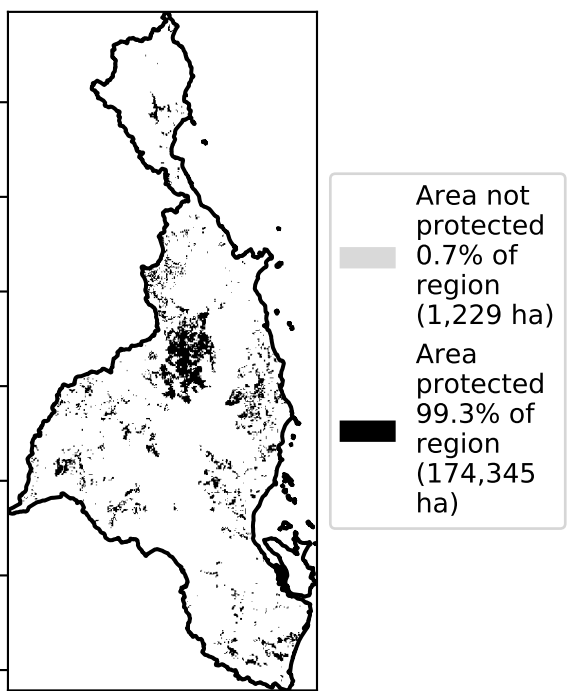 Area not
protected
0.7% of
region
(1,229 ha)
Area
protected
99.3% of
region
(174,345
ha)